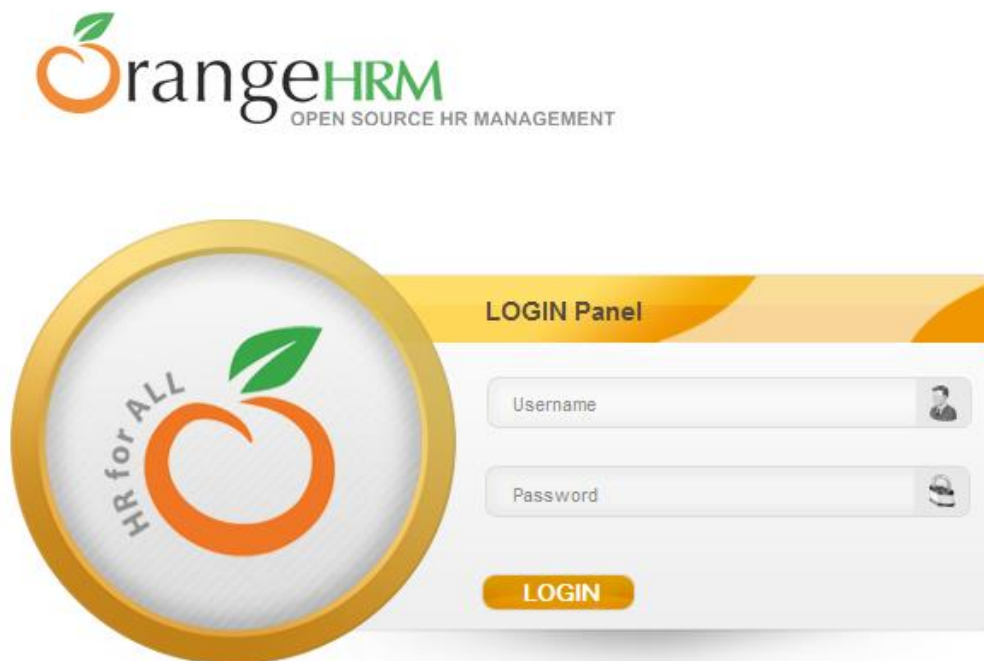 OrangeHRM
OPEN SOURCE HR MANAGEMENT
LOGIN Panel
HR for ALL
Username
Password
LOGIN